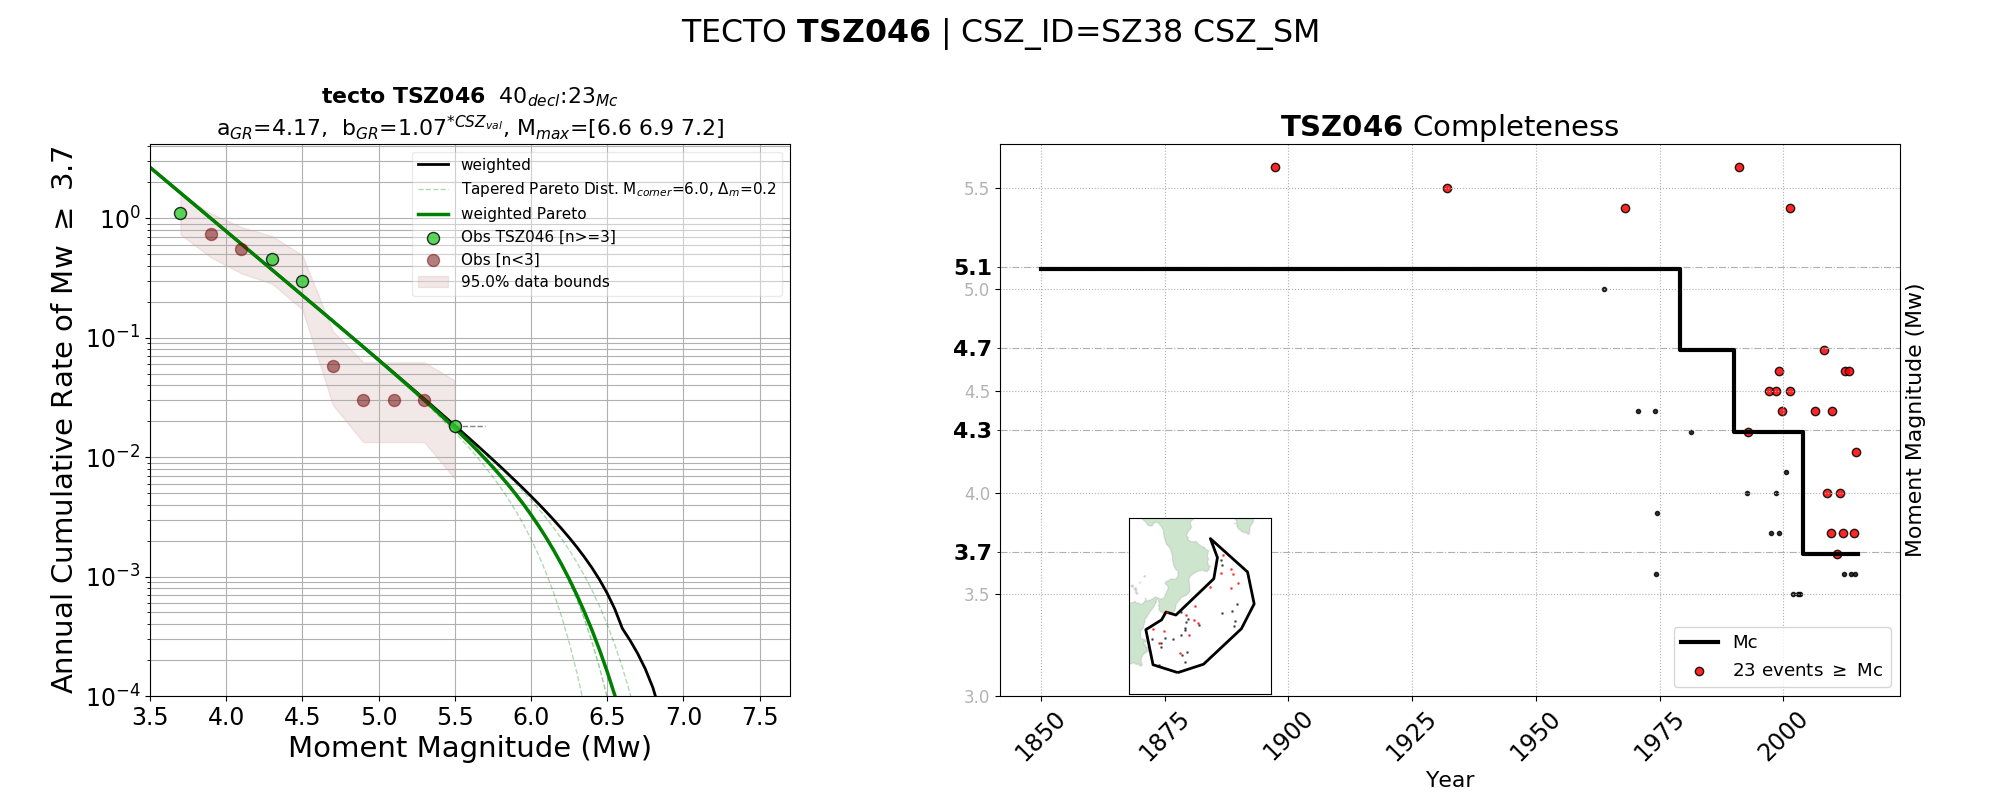 TECTO TSZ046 | CSZ_ID=SZ38 CSZ_SM
tecto TSZ046 40decl:23Mc
aGR=4.17, bGR=1.07*CSZval, Mmax=[6.6 6.9 7.2]
Annual Cumulative Rate of Mw ≥ 3.7
10^0
10^−1
10^−2
10^−3
10^−4
weighted
Tapered Pareto Dist. Mcorner=6.0, Δm=0.2
weighted Pareto
Obs TSZ046 [n>=3]
Obs [n<3]
95.0% data bounds
3.5 4.0 4.5 5.0 5.5 6.0 6.5 7.0 7.5
Moment Magnitude (Mw)
TSZ046 Completeness
5.5
5.1
5.0
4.7
4.5
4.3
4.0
3.7
3.5
3.0
Moment Magnitude (Mw)
Mc
23 events ≥ Mc
1850 1875 1900 1925 1950 1975 2000
Year